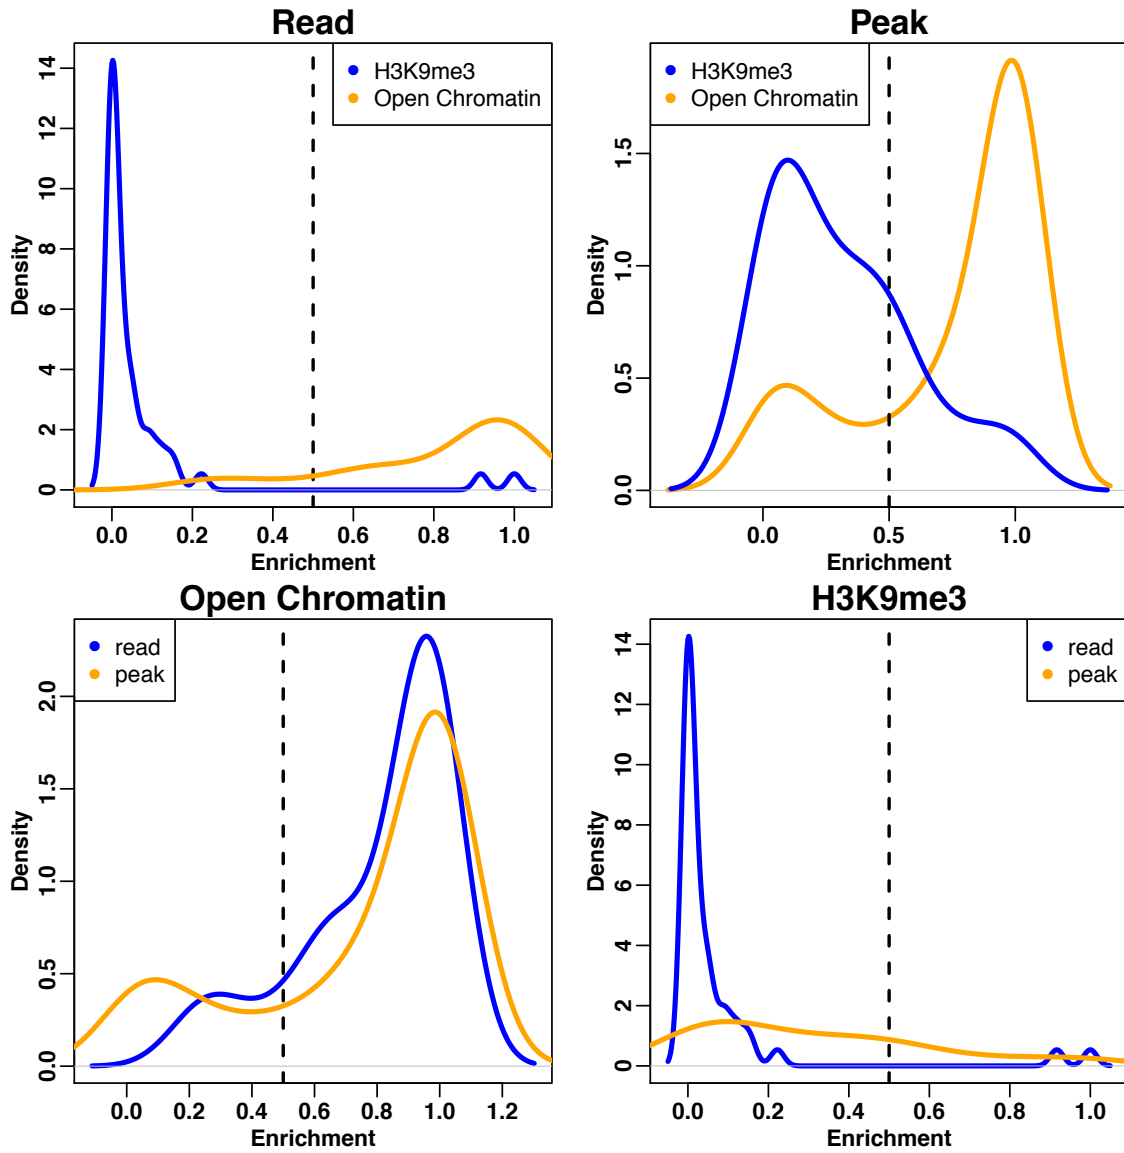 Read
H3K9me3
Open Chromatin
Density
14
12
10
8
6
4
2
0
0.0 0.2 0.4 0.6 0.8 1.0
Enrichment
Peak
H3K9me3
Open Chromatin
Density
1.5
1.0
0.5
0.0
0.0 0.5 1.0
Enrichment
Open Chromatin
read
peak
Density
2.0
1.5
1.0
0.5
0.0
0.0 0.2 0.4 0.6 0.8 1.0 1.2
Enrichment
H3K9me3
read
peak
Density
14
12
10
8
6
4
2
0
0.0 0.2 0.4 0.6 0.8 1.0
Enrichment